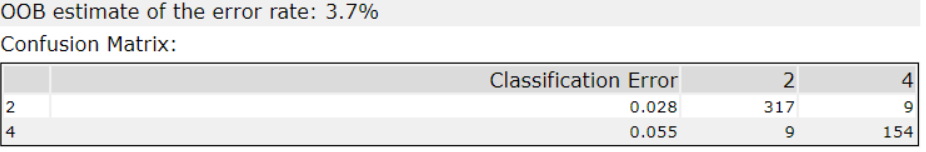 OOB estimate of the error rate: 3.7%
Confusion Matrix:
Classification Error 2 4
2 0.028 317 9
4 0.055 9 154